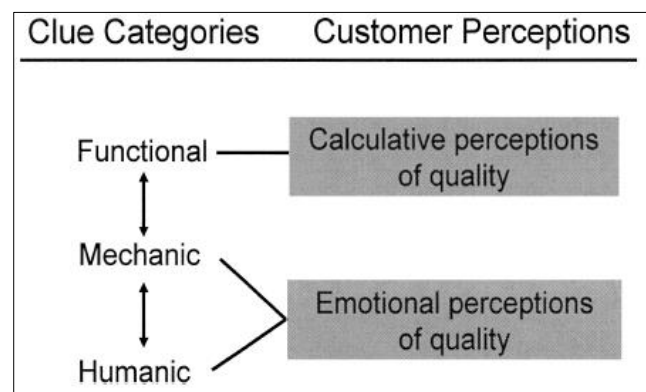 Clue Categories Customer Perceptions
Functional
Calculative perceptions
of quality
Mechanic
Emotional perceptions
of quality
Humanic